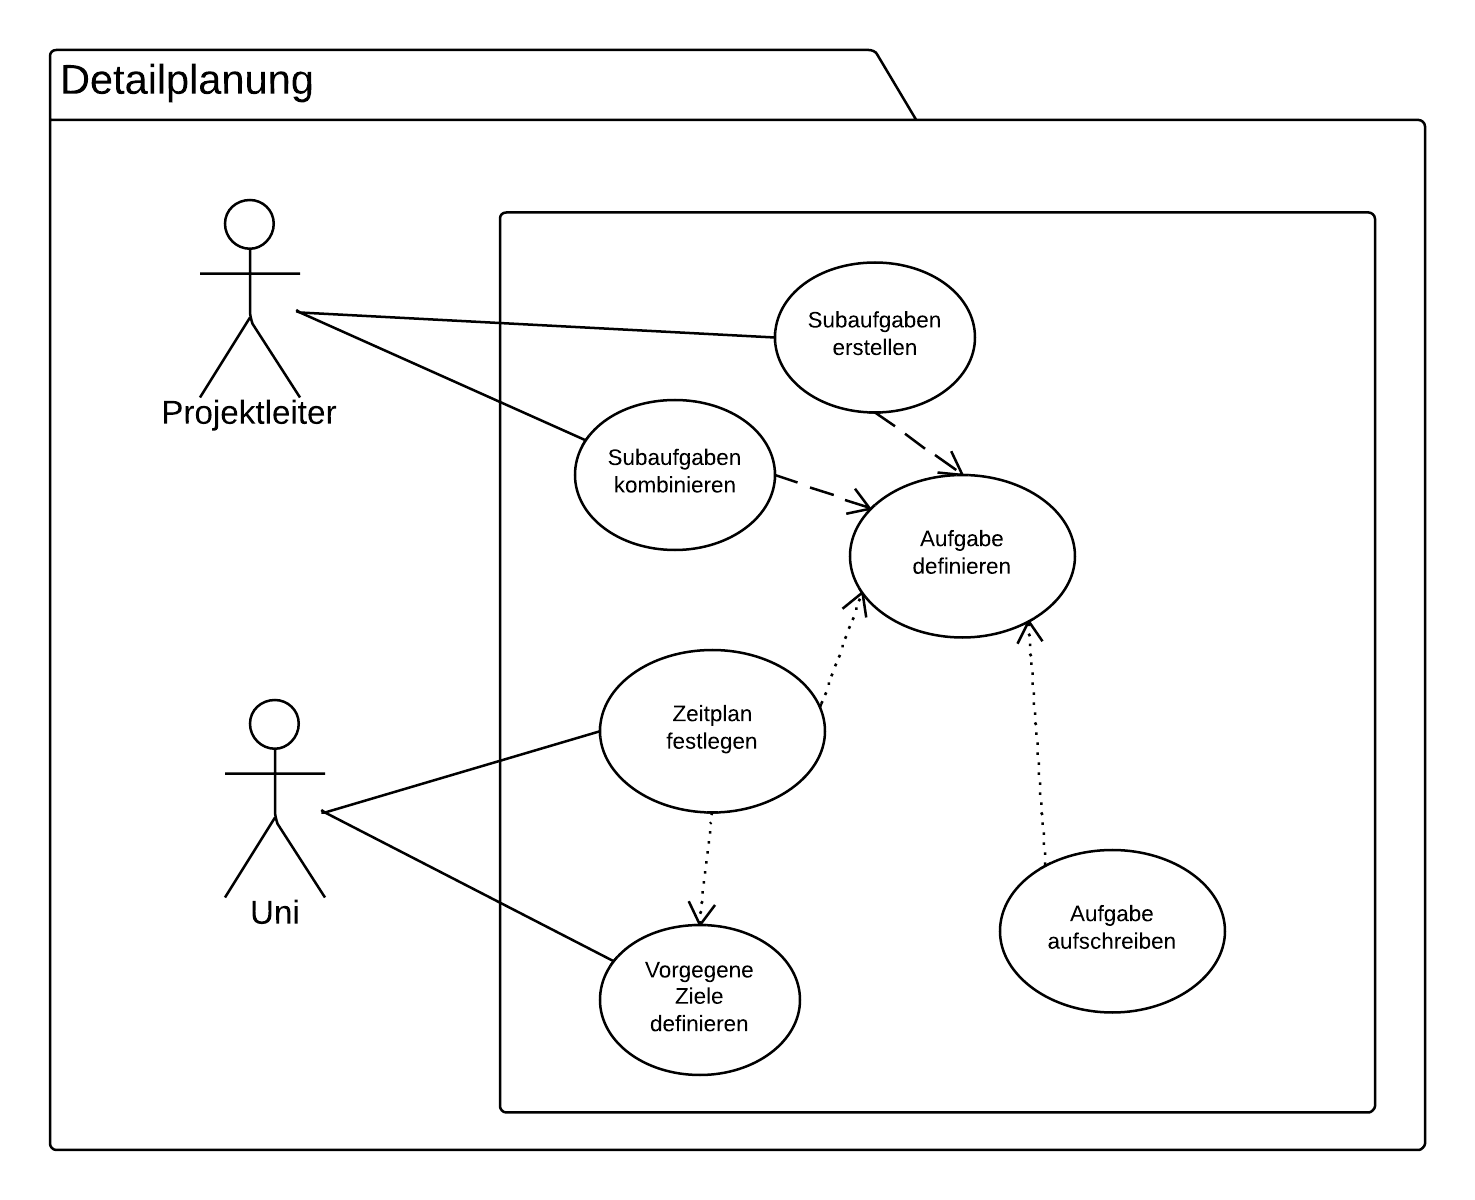 Detailplanung
Projektleiter
Subaufgaben
erstellen
Subaufgaben
kombinieren
Aufgabe
definieren
Zeitplan
festlegen
Uni
Aufgabe
aufschreiben
Vorgegene
Ziele
definieren